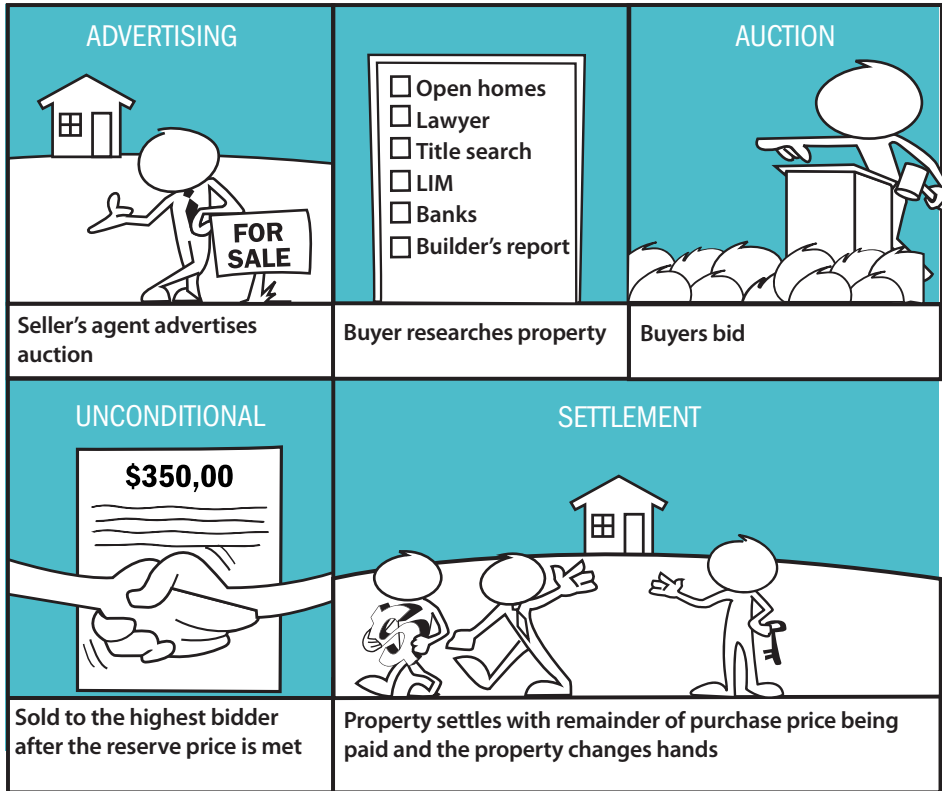 ADVERTISING
FOR
SALE
Seller's agent advertises
auction
Open homes
Lawyer
Title search
LIM
Banks
Builder's report
Buyer researches property
AUCTION
Buyers bid
UNCONDITIONAL
$350,00
Sold to the highest bidder
after the reserve price is met
SETTLEMENT
Property settles with remainder of purchase price being
paid and the property changes hands